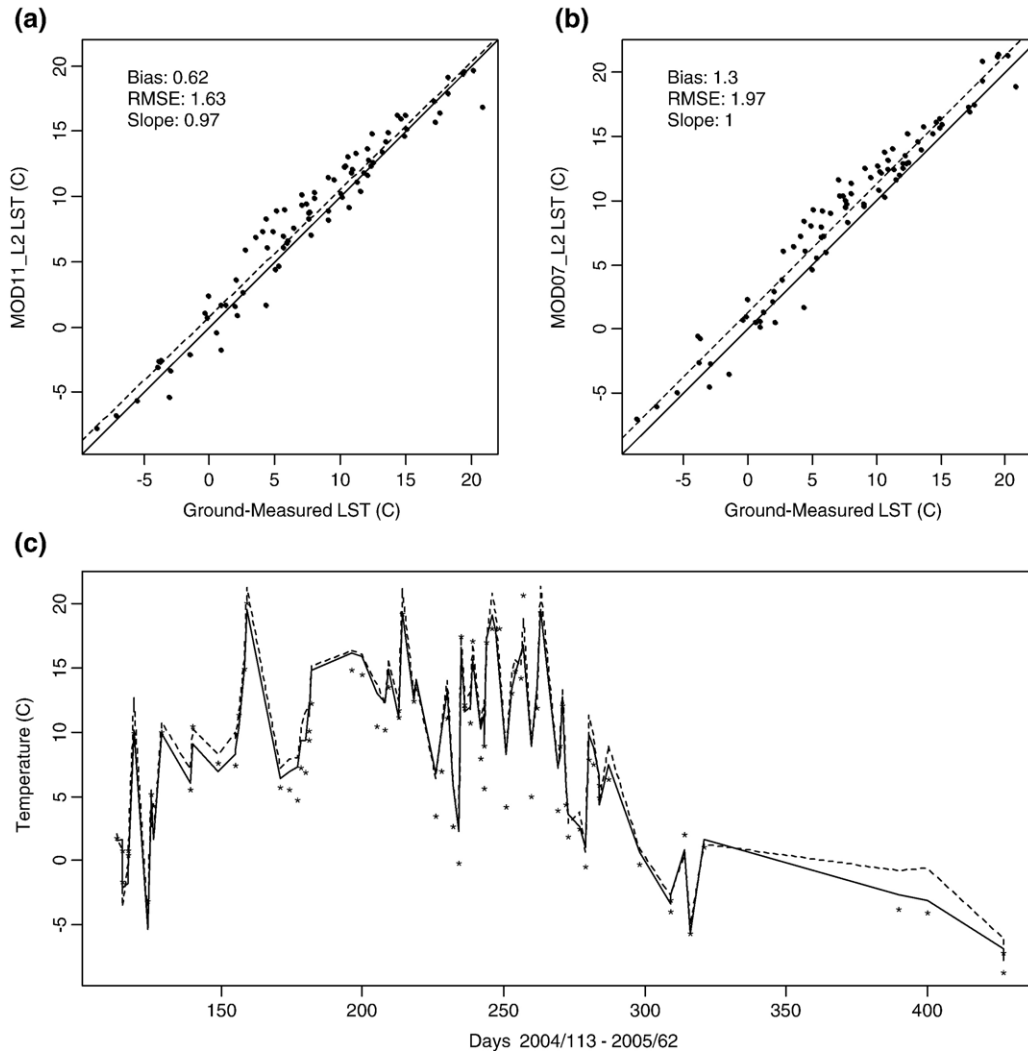 (a)
Bias: 0.62
RMSE: 1.63
Slope: 0.97
MOD11_L2 LST (C)
20
15
10
5
0
-5
-5 0 5 10 15 20
Ground-Measured LST (C)
(b)
Bias: 1.3
RMSE: 1.97
Slope: 1
MOD07_L2 LST (C)
20
15
10
5
0
-5
-5 0 5 10 15 20
Ground-Measured LST (C)
(c)
Temperature (C)
20
15
10
5
0
-5
150 200 250 300 350 400
Days 2004/113 - 2005/62